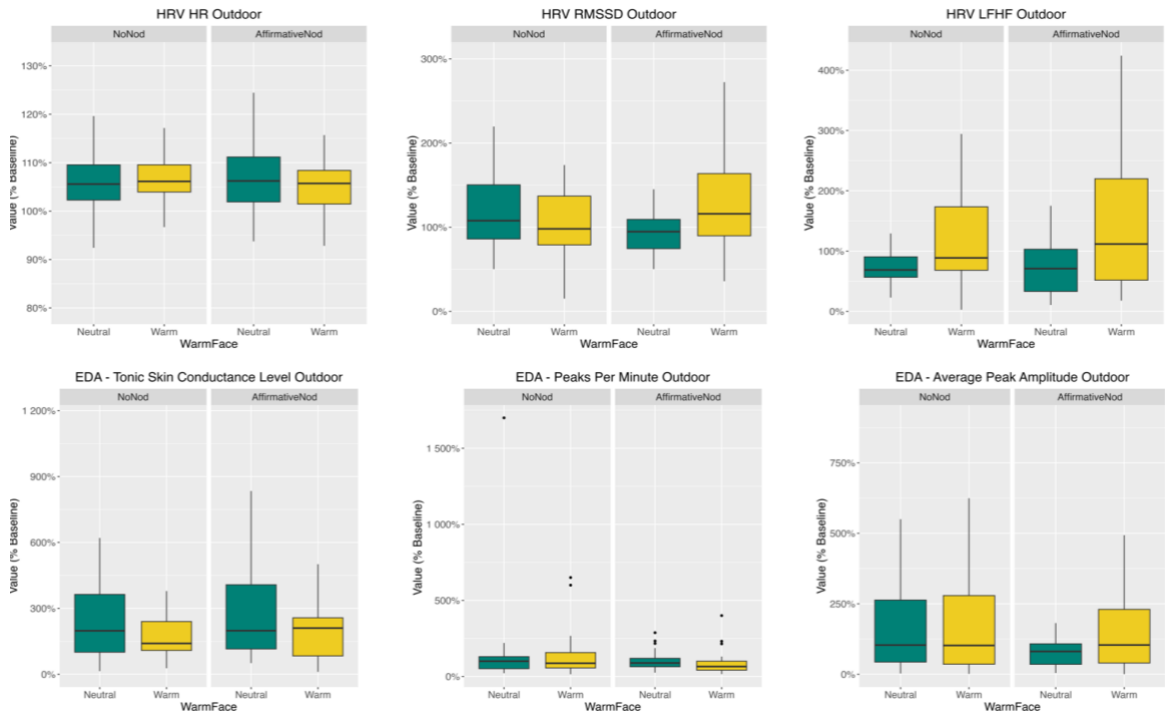 HRV HR Outdoor
NoNod AffirmativeNod
130%
120%
110%
100%
90%
80%
Value (% Baseline)
Neutral Warm Neutral Warm
WarmFace
HRV RMSSD Outdoor
NoNod AffirmativeNod
300%
200%
100%
0%
Value (% Baseline)
Neutral Warm Neutral Warm
WarmFace
HRV LFHF Outdoor
NoNod AffirmativeNod
400%
300%
200%
100%
0%
Value (% Baseline)
Neutral Warm Neutral Warm
WarmFace
EDA - Tonic Skin Conductance Level Outdoor
NoNod AffirmativeNod
1 200%
900%
600%
300%
0%
Value (% Baseline)
Neutral Warm Neutral Warm
WarmFace
EDA - Peaks Per Minute Outdoor
NoNod AffirmativeNod
1 500%
1 000%
500%
0%
Value (% Baseline)
Neutral Warm Neutral Warm
WarmFace
EDA - Average Peak Amplitude Outdoor
NoNod AffirmativeNod
750%
500%
250%
0%
Value (% Baseline)
Neutral Warm Neutral Warm
WarmFace